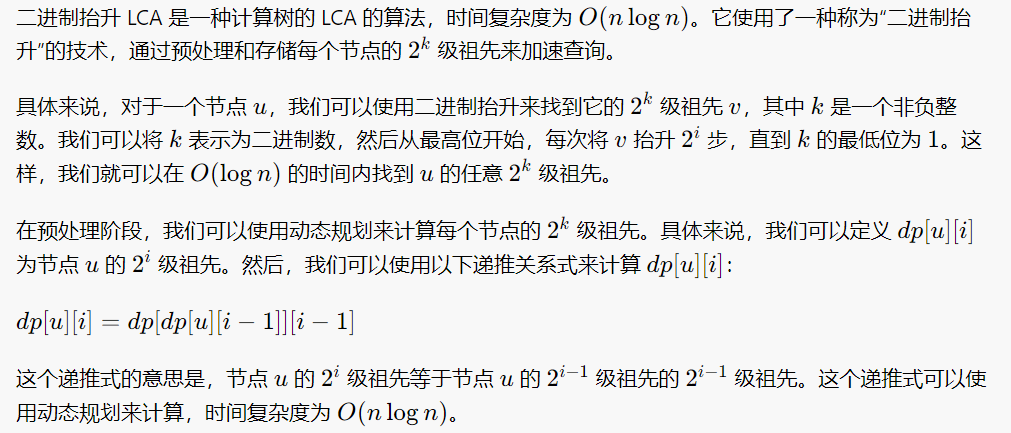 二进制抬升 LCA 是一种计算树的 LCA 的算法，时间复杂度为 O(n log n)。它使用了一种称为“二进制抬
升”的技术，通过预处理和存储每个节点的 2^k 级祖先来加速查询。
具体来说，对于一个节点 u，我们可以使用二进制抬升来找到它的 2^k 级祖先 v，其中 k 是一个非负整
数。我们可以将 k 表示为二进制数，然后从最高位开始，每次将 v 抬升 2^i 步，直到 k 的最低位为 1。这
样，我们就可以在 O(log n) 的时间内找到 u 的任意 2^k 级祖先。
在预处理阶段，我们可以使用动态规划来计算每个节点的 2^k 级祖先。具体来说，我们可以定义 dp[u][i]
为节点 u 的 2^i 级祖先。然后，我们可以使用以下递推关系式来计算 dp[u][i]：
dp[u][i] = dp[dp[u][i − 1]][i − 1]
这个递推式的意思是，节点 u 的 2^i 级祖先等于节点 u 的 2^{i−1} 级祖先的 2^{i−1} 级祖先。这个递推式可以使
用动态规划来计算，时间复杂度为 O(n log n)。